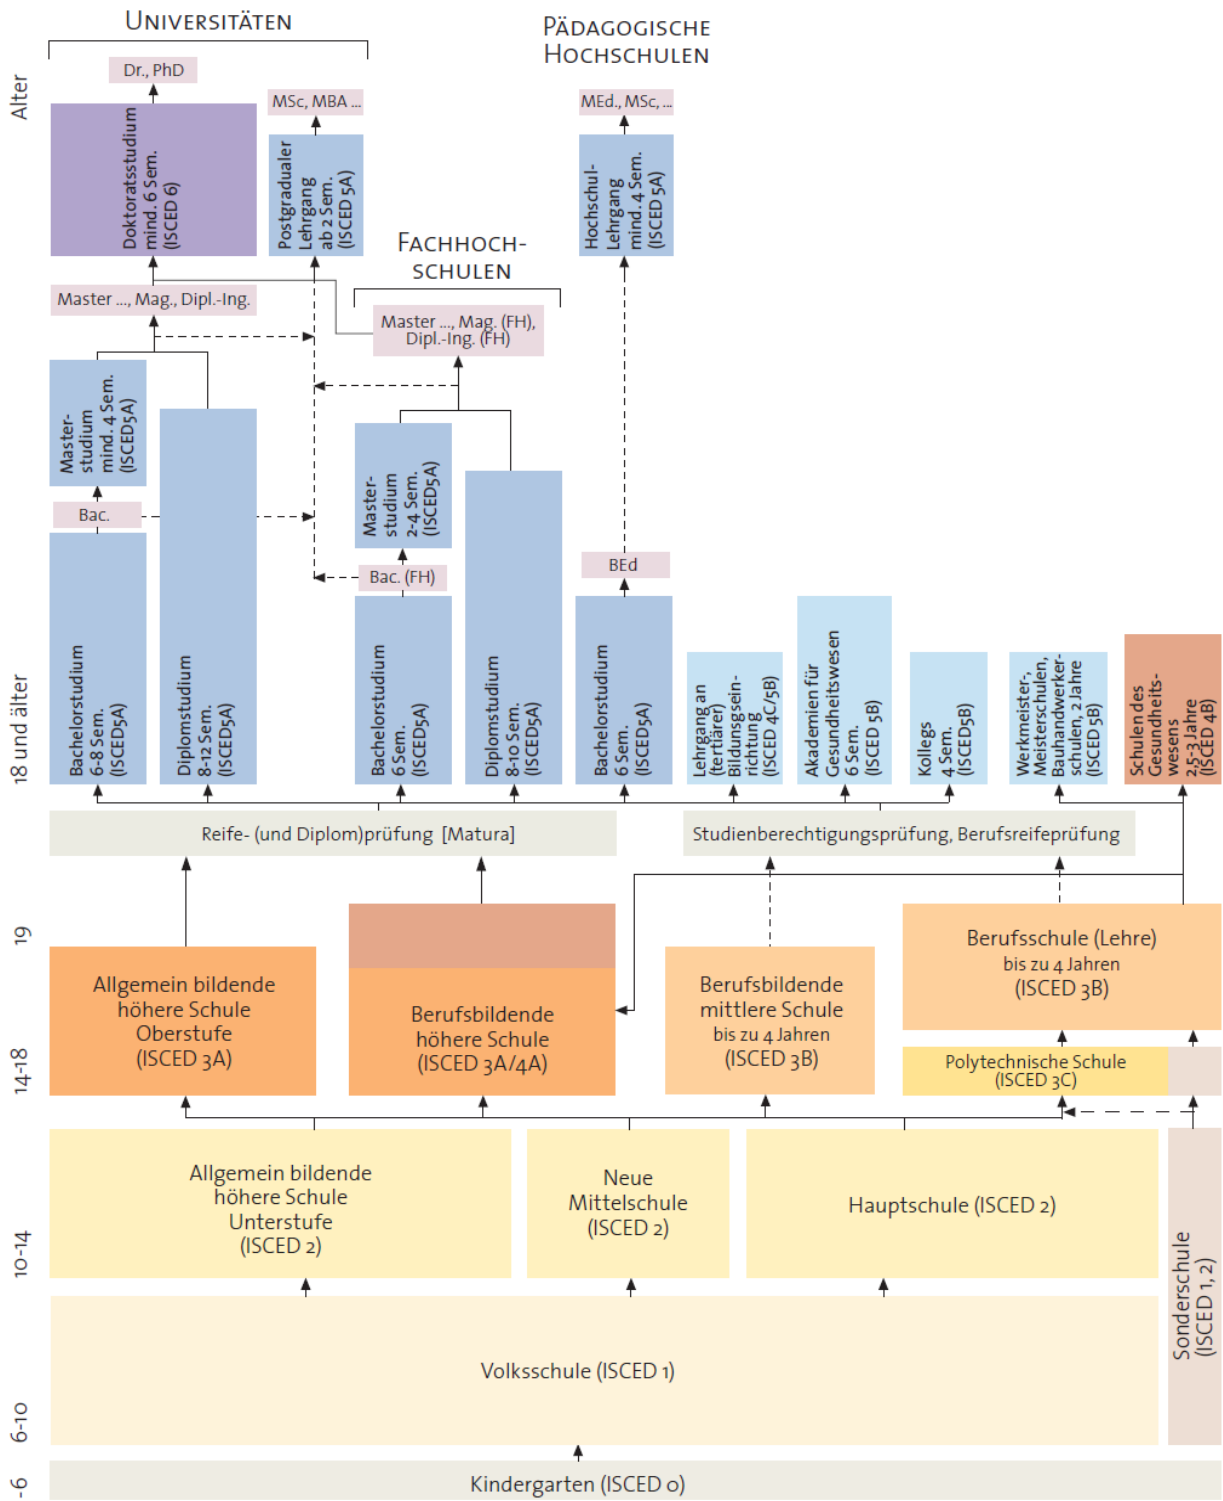 UNIVERSITÄTEN
PÄDAGOGISCHE
HOCHSCHULEN
Alter
Dr., PhD
MSc, MBA ...
MEd., MSc, ...
Doktoratsstudium
mind. 6 Sem.
(ISCED 6)
Postgradualer
Lehrgang
ab 2 Sem.
(ISCED 5A)
Hochschul-
Lehrgang
mind. 4 Sem.
(ISCED 5A)
FACHHOCH-
SCHULEN
Master ..., Mag., Dipl.-Ing.
Master ..., Mag. (FH),
Dipl.-Ing. (FH)
Master-
studium
mind. 4 Sem.
(ISCED5A)
Master-
studium
2-4 Sem.
(ISCED5A)
Bac.
Bac. (FH)
BEd
18 und älter
Bachelorstudium
6-8 Sem.
(ISCED5A)
Diplomstudium
8-12 Sem.
(ISCED5A)
Bachelorstudium
6 Sem.
(ISCED5A)
Diplomstudium
8-10 Sem.
(ISCED5A)
Bachelorstudium
6 Sem.
(ISCED5A)
Lehrgang an
(tertiärer)
Bildunsgsein-
richtung
(ISCED 4C/5B)
Akademien für
Gesundheitswesen
6 Sem.
(ISCED 5B)
Kollegs
4 Sem.
(ISCED5B)
Werkmeister-,
Meisterschulen,
Bauhandwerker-
schulen, 2 Jahre
(ISCED 5B)
Schulen des
Gesundheits-
wesens
2,5-3 Jahre
(ISCED 4B)
Reife- (und Diplom)prüfung [Matura]
Studienberechtigungsprüfung, Berufsreifeprüfung
19
14-18
Allgemein bildende
höhere Schule
Oberstufe
(ISCED 3A)
Berufsbildende
höhere Schule
(ISCED 3A/4A)
Berufsbildende
mittlere Schule
bis zu 4 Jahren
(ISCED 3B)
Berufsschule (Lehre)
bis zu 4 Jahren
(ISCED 3B)
Polytechnische Schule
(ISCED 3C)
10-14
Allgemein bildende
höhere Schule
Unterstufe
(ISCED 2)
Neue
Mittelschule
(ISCED 2)
Hauptschule (ISCED 2)
Sonderschule
(ISCED 1, 2)
6-10
Volksschule (ISCED 1)
-6
Kindergarten (ISCED 0)